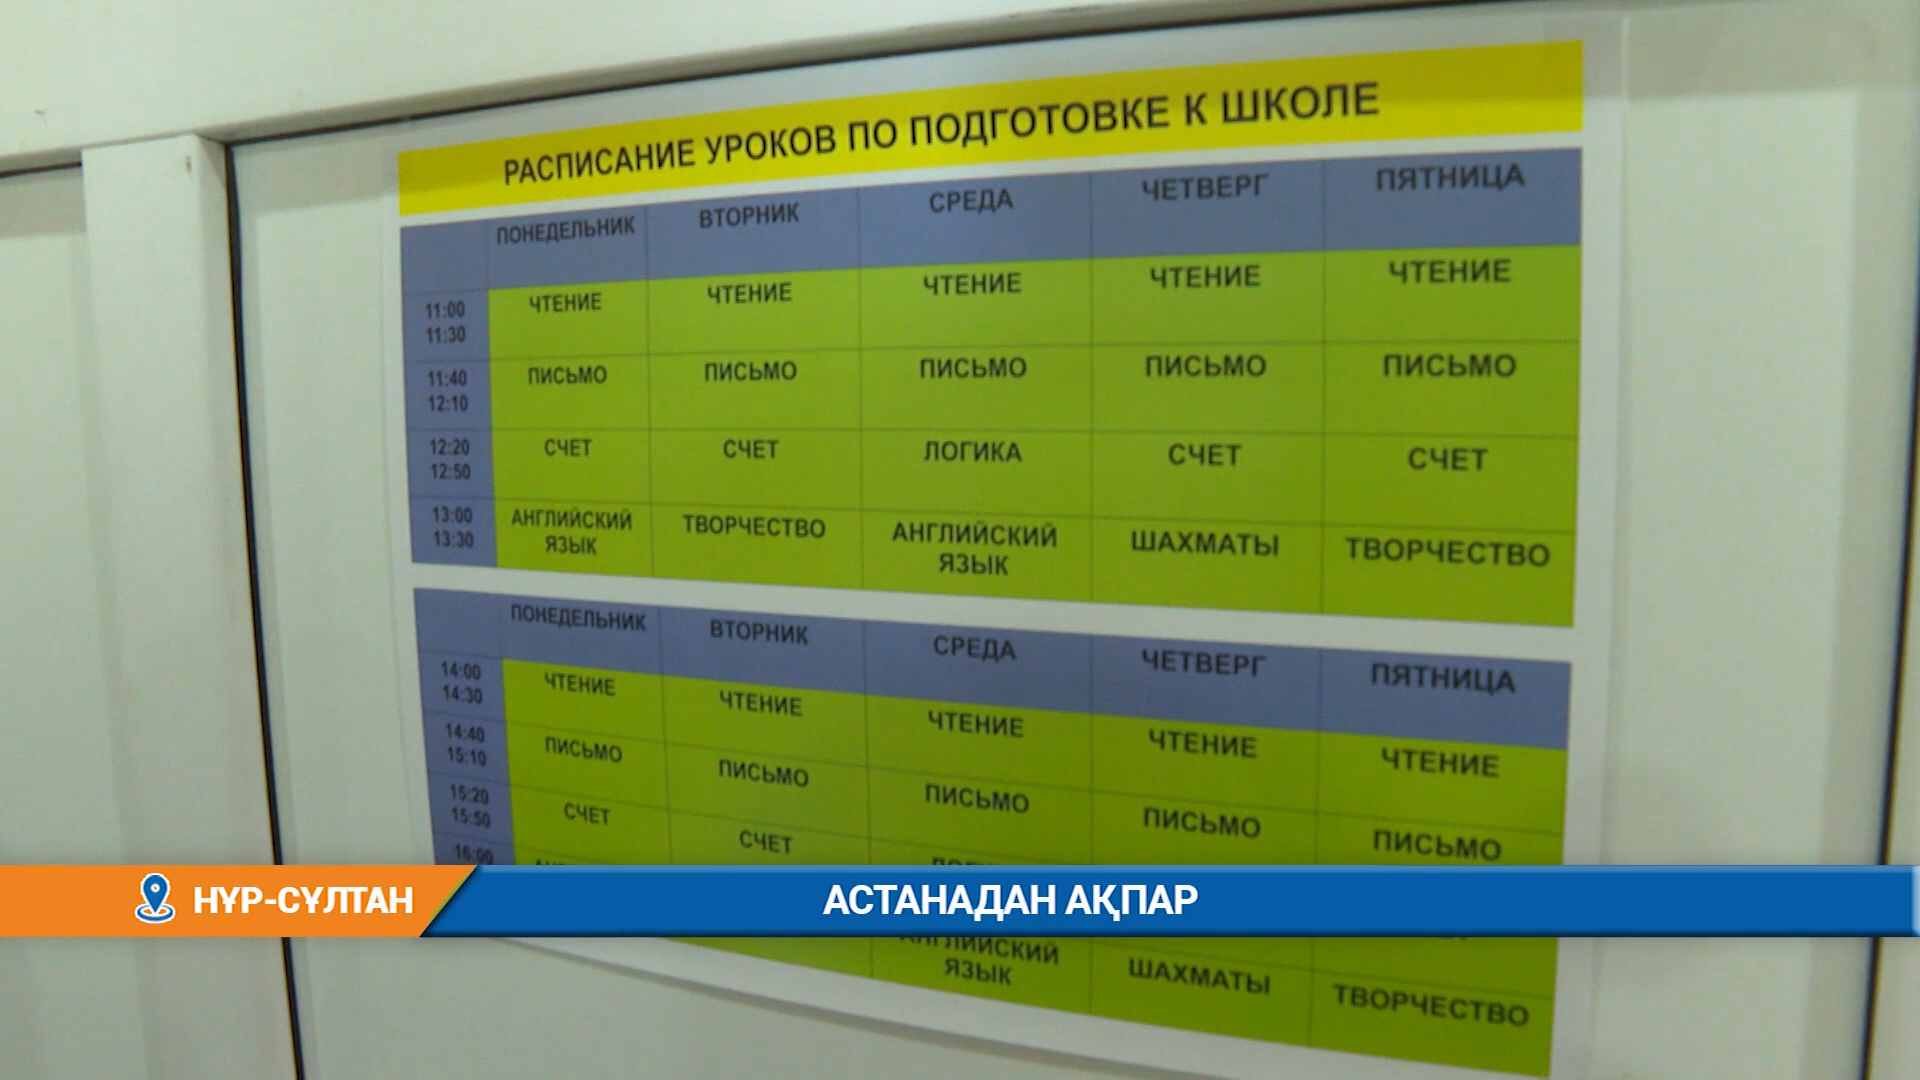 РАСПИСАНИЕ УРОКОВ ПО ПОДГОТОВКЕ К ШКОЛЕ
ПОНЕДЕЛЬНИК ВТОРНИК СРЕДА ЧЕТВЕРГ ПЯТНИЦА
11:00 11:30 ЧТЕНИЕ ЧТЕНИЕ ЧТЕНИЕ ЧТЕНИЕ ЧТЕНИЕ
11:40 12:10 ПИСЬМО ПИСЬМО ПИСЬМО ПИСЬМО ПИСЬМО
12:20 12:50 СЧЕТ СЧЕТ ЛОГИКА СЧЕТ СЧЕТ
13:00 13:30 АНГЛИЙСКИЙ ЯЗЫК ТВОРЧЕСТВО АНГЛИЙСКИЙ ЯЗЫК ШАХМАТЫ ТВОРЧЕСТВО
ПОНЕДЕЛЬНИК ВТОРНИК СРЕДА ЧЕТВЕРГ ПЯТНИЦА
14:00 14:30 ЧТЕНИЕ ЧТЕНИЕ ЧТЕНИЕ ЧТЕНИЕ ЧТЕНИЕ
14:40 15:10 ПИСЬМО ПИСЬМО ПИСЬМО ПИСЬМО ПИСЬМО
15:20 15:50 СЧЕТ СЧЕТ
16:00 АНГЛИЙСКИЙ ЯЗЫК ШАХМАТЫ ТВОРЧЕСТВО
НҰР-СҰЛТАН
АСТАНАДАН АҚПАР